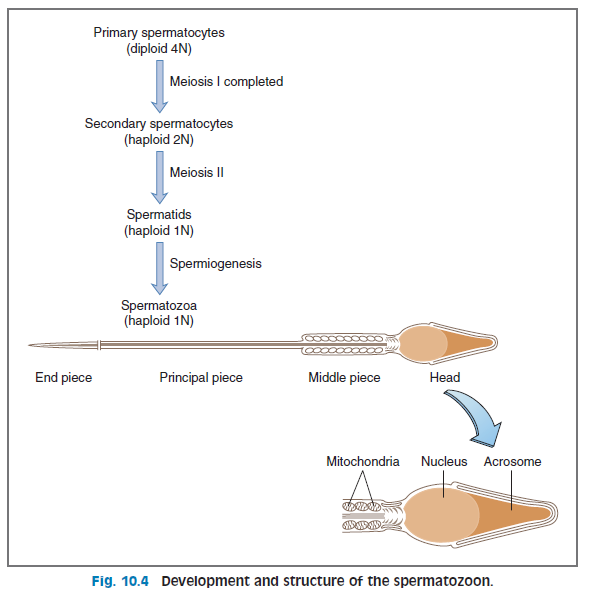 Primary spermatocytes
(diploid 4N)
Meiosis I completed
Secondary spermatocytes
(haploid 2N)
Meiosis II
Spermatids
(haploid 1N)
Spermiogenesis
Spermatozoa
(haploid 1N)
End piece Principal piece Middle piece Head
Mitochondria Nucleus Acrosome
Fig. 10.4 Development and structure of the spermatozoon.